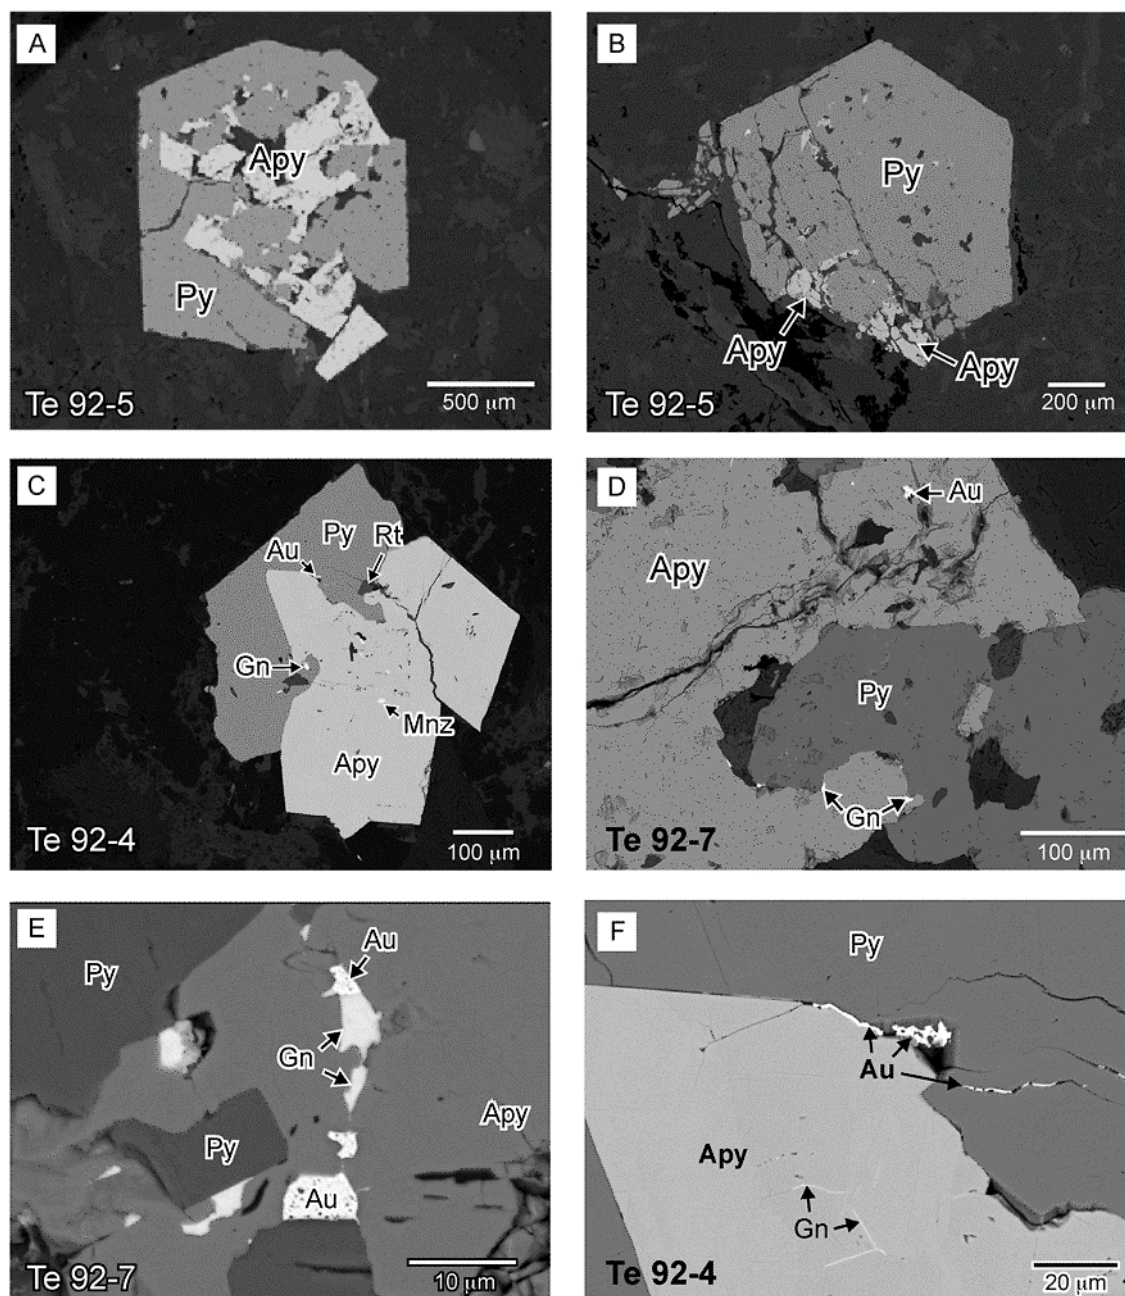 A
Apy
Py
Te 92-5
500 μm
B
Py
Apy
Apy
Te 92-5
200 μm
C
Py
Rt
Au
Gn
Mnz
Apy
Te 92-4
100 μm
D
Au
Apy
Py
Gn
Te 92-7
100 μm
E
Au
Py
Gn
Apy
Py
Au
Te 92-7
10 μm
F
Py
Au
Apy
Gn
Te 92-4
20 μm